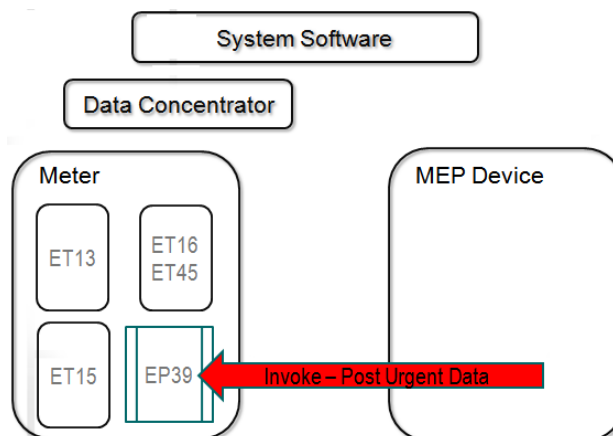 System Software
Data Concentrator
Meter
MEP Device
ET13
ET16
ET45
ET15
EP39
Invoke – Post Urgent Data